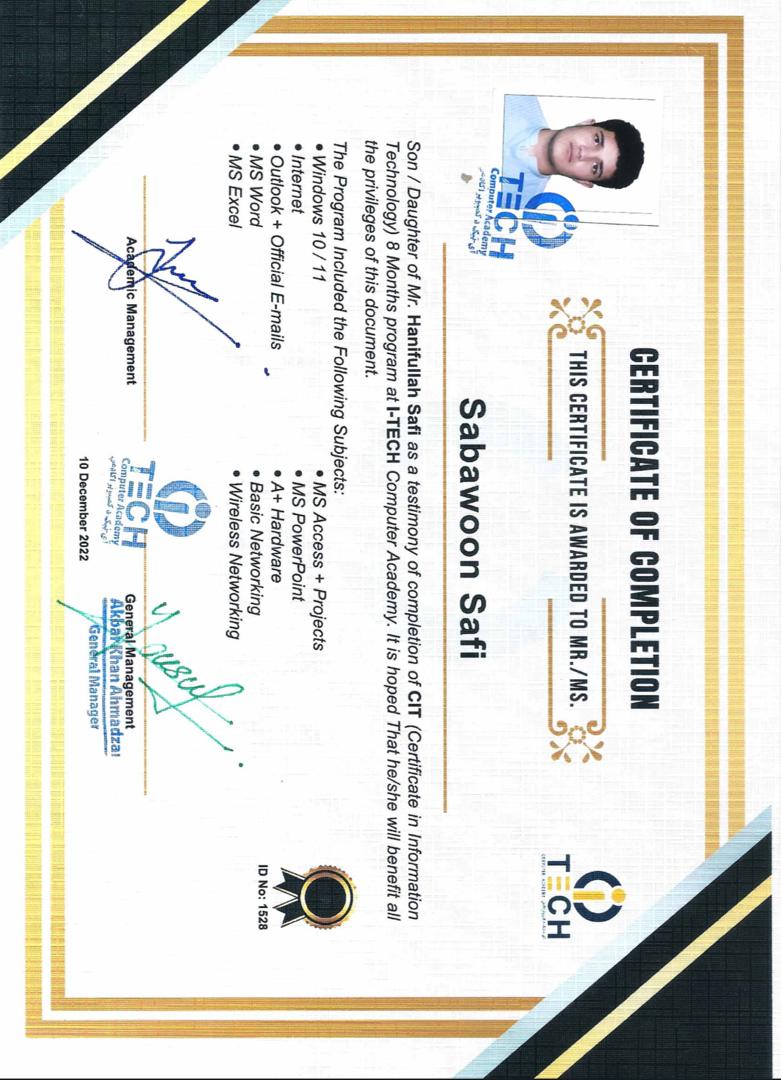 CERTIFICATE OF COMPLETION
THIS CERTIFICATE IS AWARDED TO MR./MS.
TECH
TECH
Computer Academy
Sabawoon Safi
Son / Daughter of Mr. Hanifullah Safi as a testimony of completion of CIT (Certificate in Information
Technology) 8 Months program at I-TECH Computer Academy. It is hoped That he/she will benefit all
the privileges of this document.
The Program Included the Following Subjects:
• Windows 10 / 11
• Internet
• Outlook + Official E-mails
• MS Word
• MS Excel
• MS Access + Projects
• MS PowerPoint
• A+ Hardware
• Basic Networking
• Wireless Networking
ID No: 1528
Academic Management
TECH
Computer Academy
10 December 2022
General Management
Akbar Khan Ahmadzai
General Manager